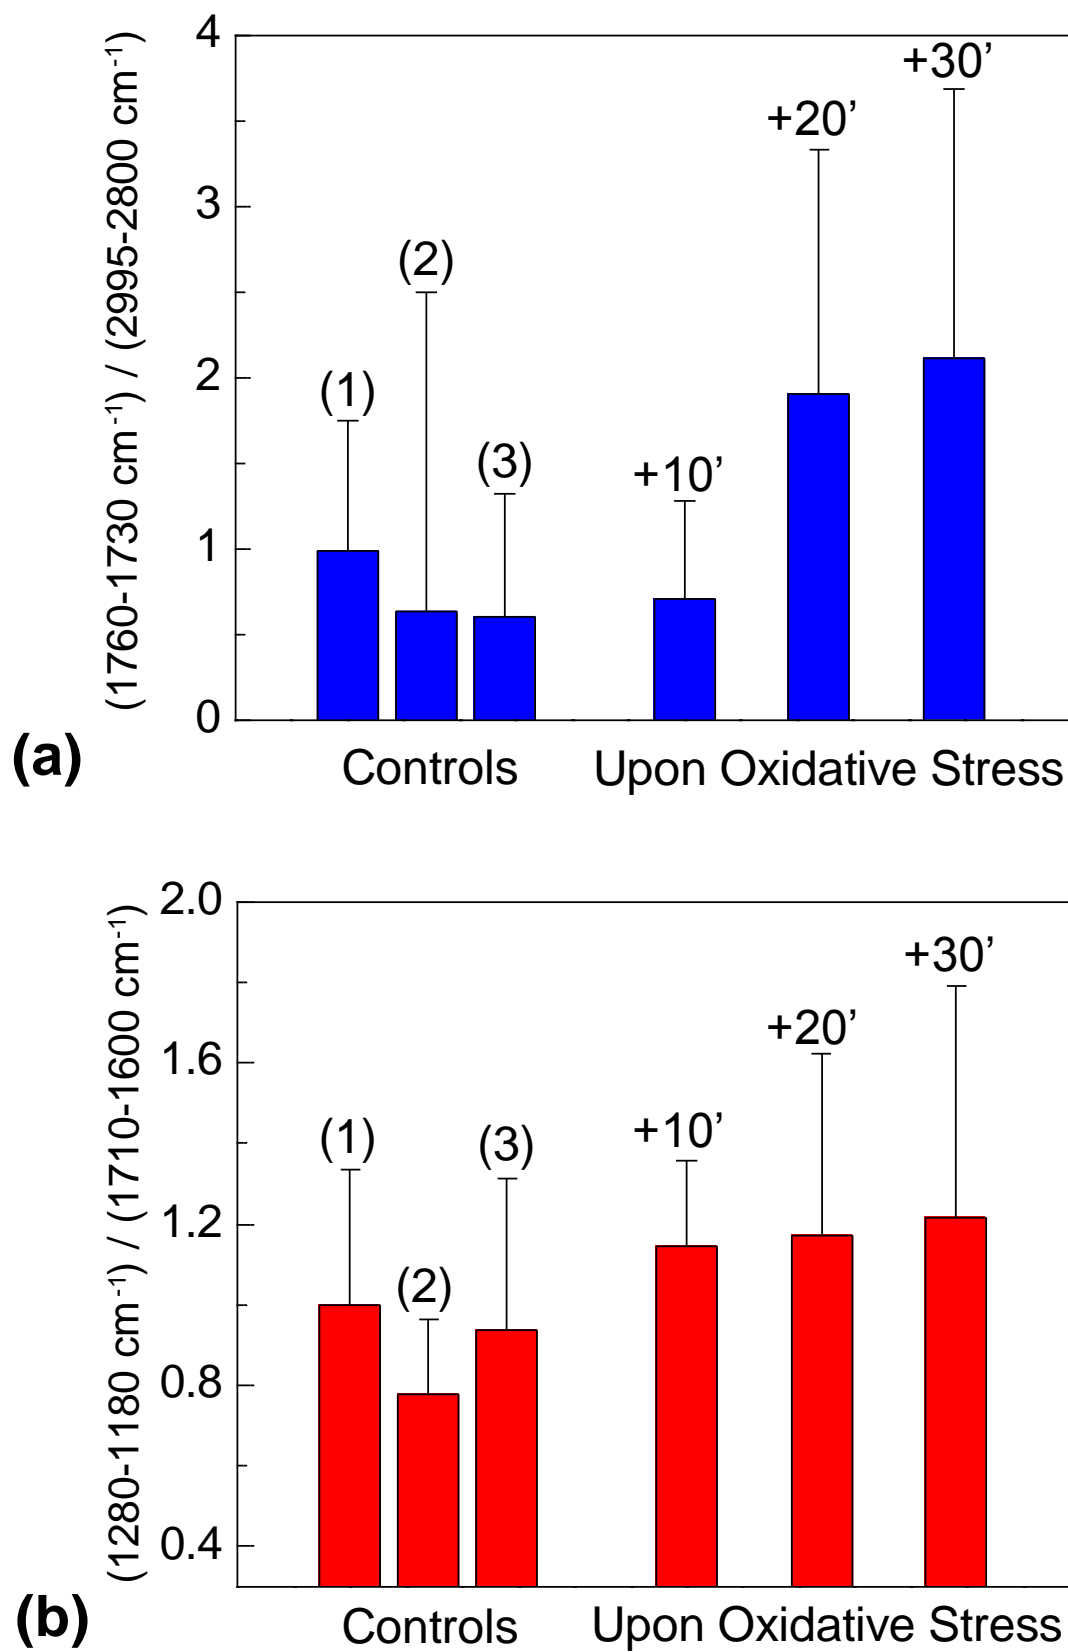 (1760-1730 cm⁻¹) / (2995-2800 cm⁻¹)
4
3
2
1
0
(1)
(2)
(3)
+10’
+20’
+30’
Controls
Upon Oxidative Stress
(a)
(1280-1180 cm⁻¹) / (1710-1600 cm⁻¹)
2.0
1.6
1.2
0.8
0.4
(1)
(2)
(3)
+10’
+20’
+30’
Controls
Upon Oxidative Stress
(b)